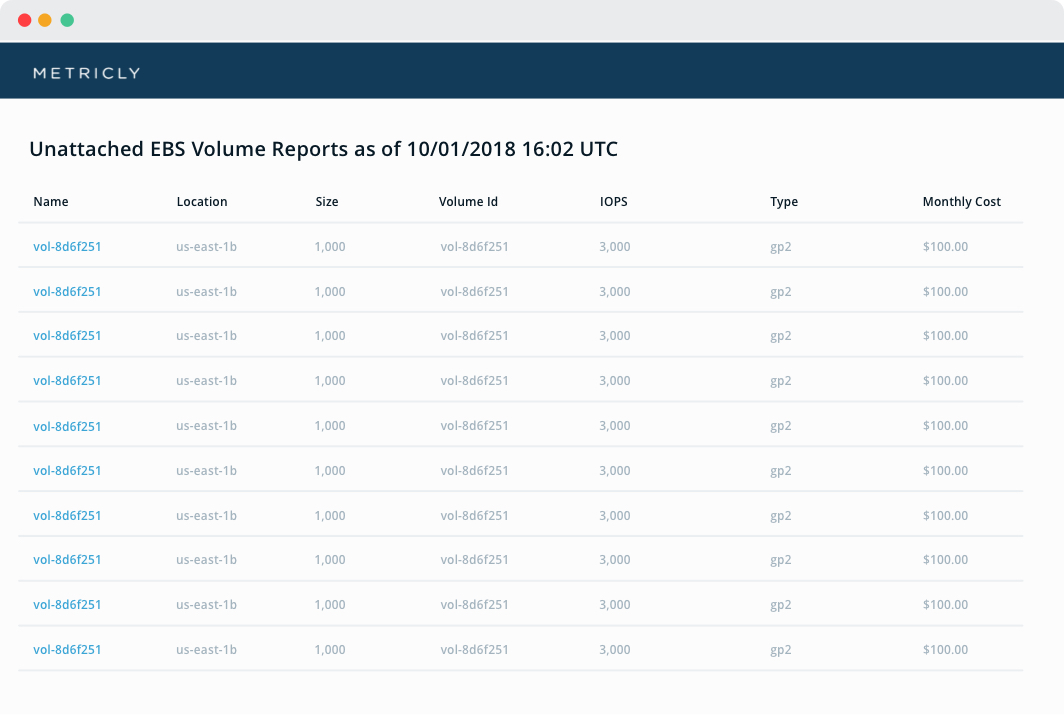 METRICLY
Unattached EBS Volume Reports as of 10/01/2018 16:02 UTC
Name Location Size Volume Id IOPS Type Monthly Cost
vol-8d6f251 us-east-1b 1,000 vol-8d6f251 3,000 gp2 $100.00
vol-8d6f251 us-east-1b 1,000 vol-8d6f251 3,000 gp2 $100.00
vol-8d6f251 us-east-1b 1,000 vol-8d6f251 3,000 gp2 $100.00
vol-8d6f251 us-east-1b 1,000 vol-8d6f251 3,000 gp2 $100.00
vol-8d6f251 us-east-1b 1,000 vol-8d6f251 3,000 gp2 $100.00
vol-8d6f251 us-east-1b 1,000 vol-8d6f251 3,000 gp2 $100.00
vol-8d6f251 us-east-1b 1,000 vol-8d6f251 3,000 gp2 $100.00
vol-8d6f251 us-east-1b 1,000 vol-8d6f251 3,000 gp2 $100.00
vol-8d6f251 us-east-1b 1,000 vol-8d6f251 3,000 gp2 $100.00
vol-8d6f251 us-east-1b 1,000 vol-8d6f251 3,000 gp2 $100.00